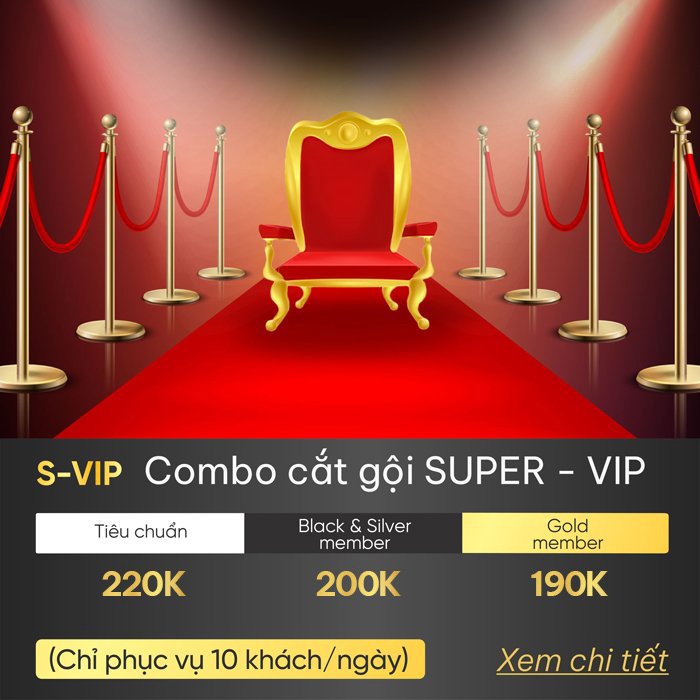 S-VIP Combo cắt gội SUPER - VIP
Tiêu chuẩn
Black & Silver
member
Gold
member
220K 200K 190K
(Chỉ phục vụ 10 khách/ngày) Xem chi tiết